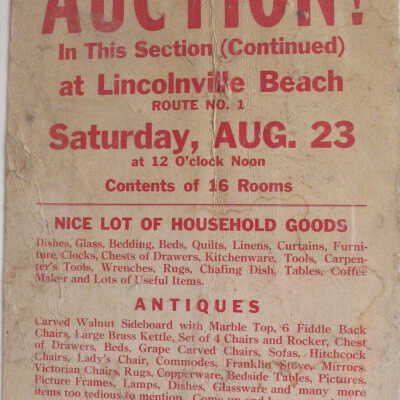 AUCTION!
In This Section (Continued)
at Lincolnville Beach
ROUTE NO. 1
Saturday, AUG. 23
at 12 O'clock Noon
Contents of 16 Rooms
NICE LOT OF HOUSEHOLD GOODS
Dishes, Glass, Bedding, Beds, Quilts, Linens, Curtains, Furni-
ture, Clocks, Chests of Drawers, Kitchenware, Tools, Carpen-
ter's Tools, Wrenches, Rugs, Chafing Dish, Tables, Coffee
Maker and Lots of Useful Items.
ANTIQUES
Carved Walnut Sideboard with Marble Top, 6 Fiddle Back
Chairs, Large Brass Kettle, Set of 4 Chairs and Rocker, Chest
of Drawers, Beds, Grape Carved Chairs, Sofas, Hitchcock
Chairs, Lady's Chair, Commodes, Franklin Stove, Mirrors,
Victorian Chairs, Rugs, Copperware, Bedside Tables, Pictures,
Picture Frames, Lamps, Dishes, Glassware and many more
items too tedious to mention. Come up and